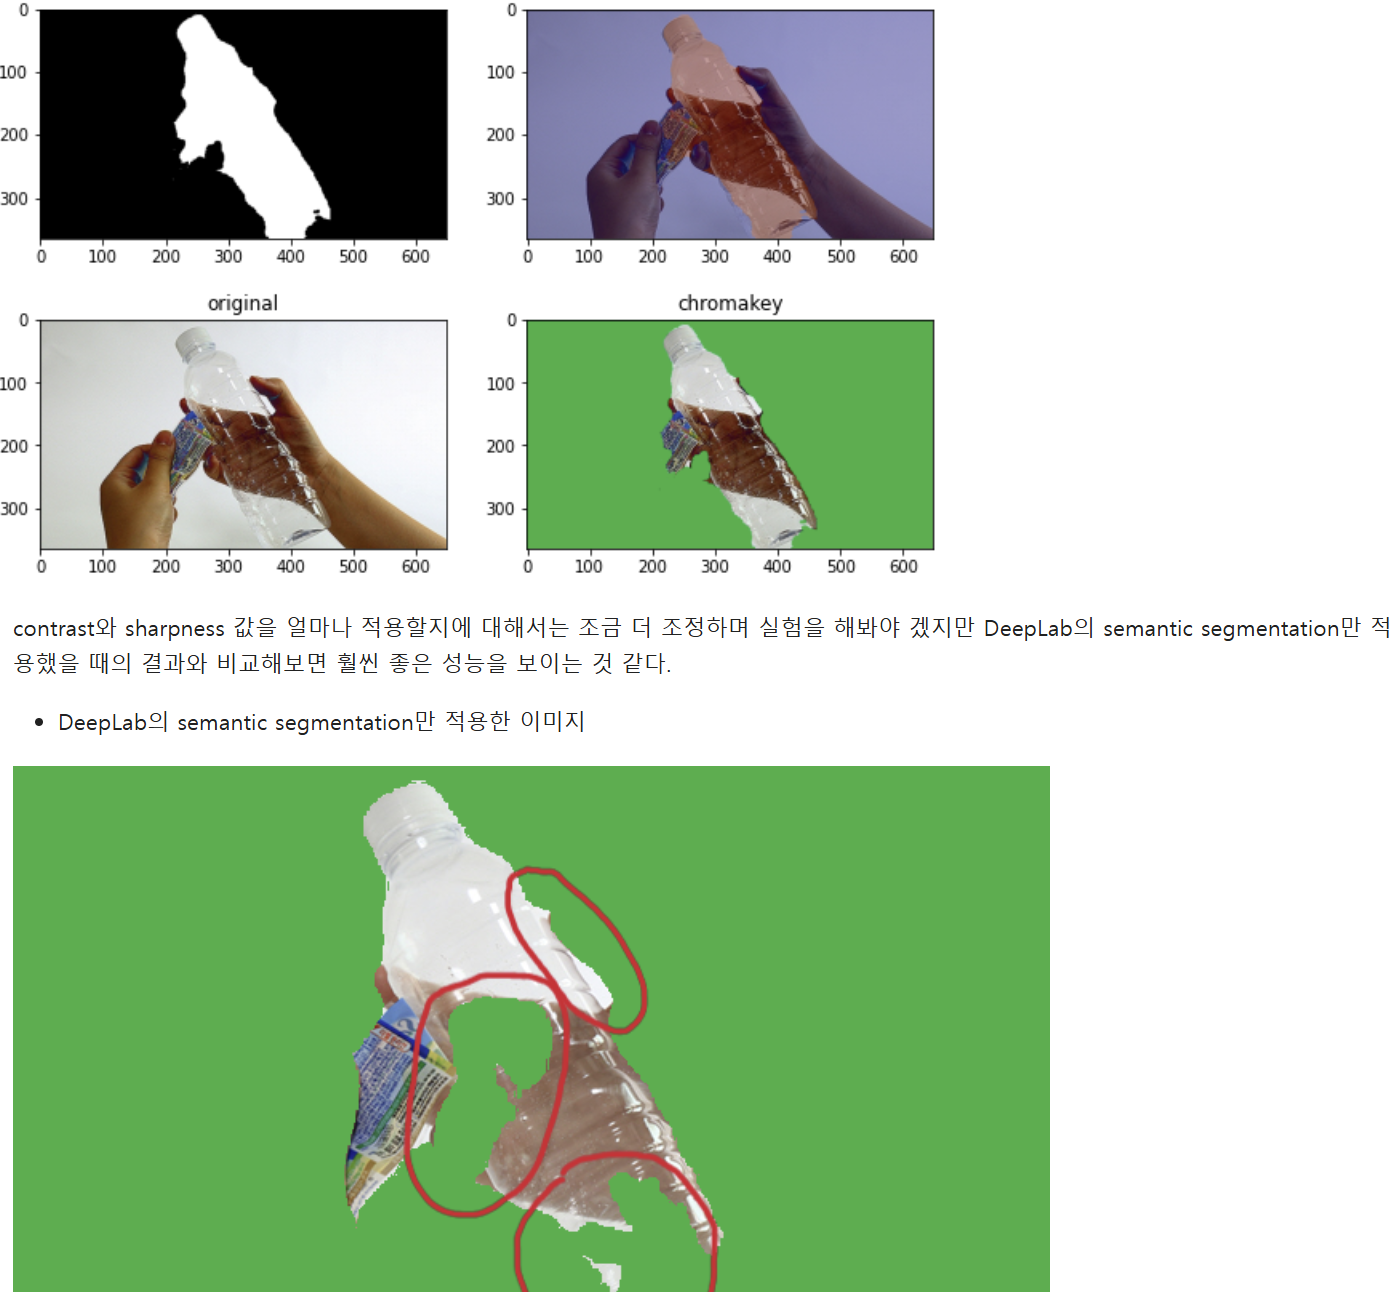 0
100
200
300
0 100 200 300 400 500 600
0
100
200
300
0 100 200 300 400 500 600
original
0
100
200
300
0 100 200 300 400 500 600
chromakey
0
100
200
300
0 100 200 300 400 500 600
contrast와 sharpness 값을 얼마나 적용할지에 대해서는 조금 더 조정하며 실험을 해봐야 겠지만 DeepLab의 semantic segmentation만 적
용했을 때의 결과와 비교해보면 훨씬 좋은 성능을 보이는 것 같다.
• DeepLab의 semantic segmentation만 적용한 이미지